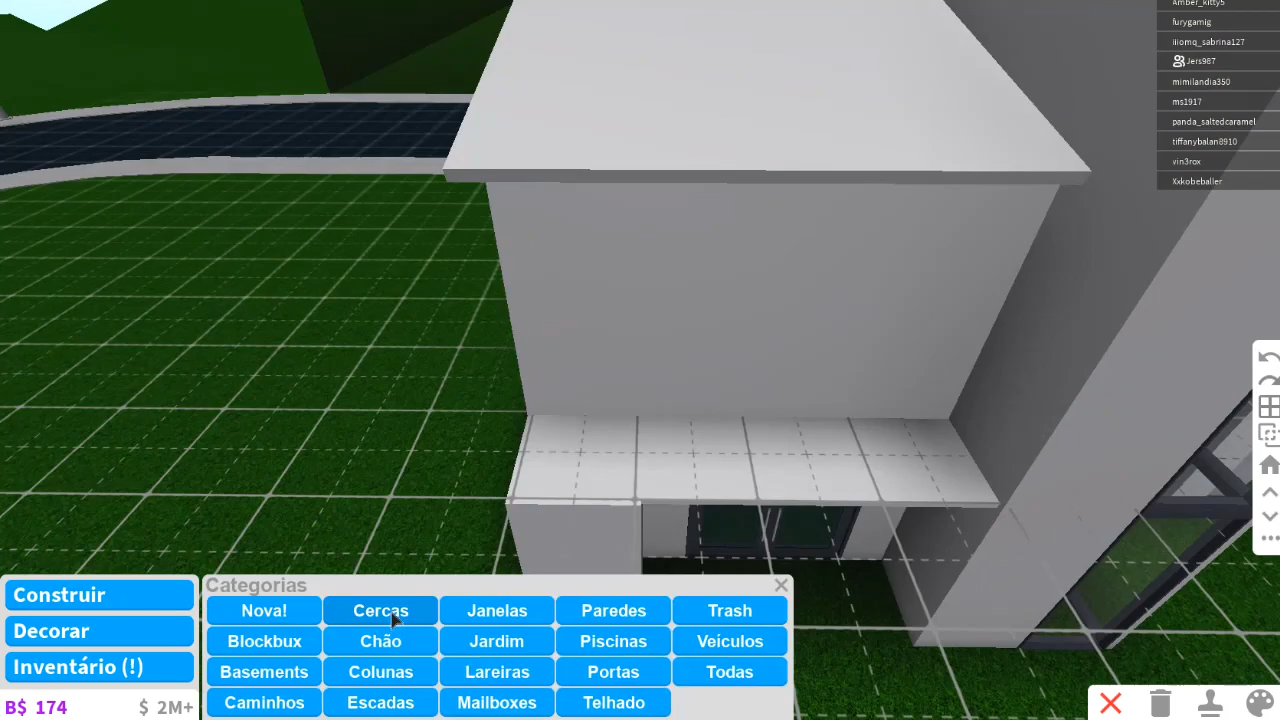 Amber_kitty5
furygamig
iiiomq_sabrina127
Jers987
mimilandia350
ms1917
panda_saltedcaramel
tiffanybalan8910
vin3rox
Xxkobeballer
Construir
Decorar
Inventário (!)
B$ 174
$ 2M+
Categorias
Nova! Cercas Janelas Paredes Trash
Blockbux Chão Jardim Piscinas Veículos
Basements Colunas Lareiras Portas Todas
Caminhos Escadas Mailboxes Telhado